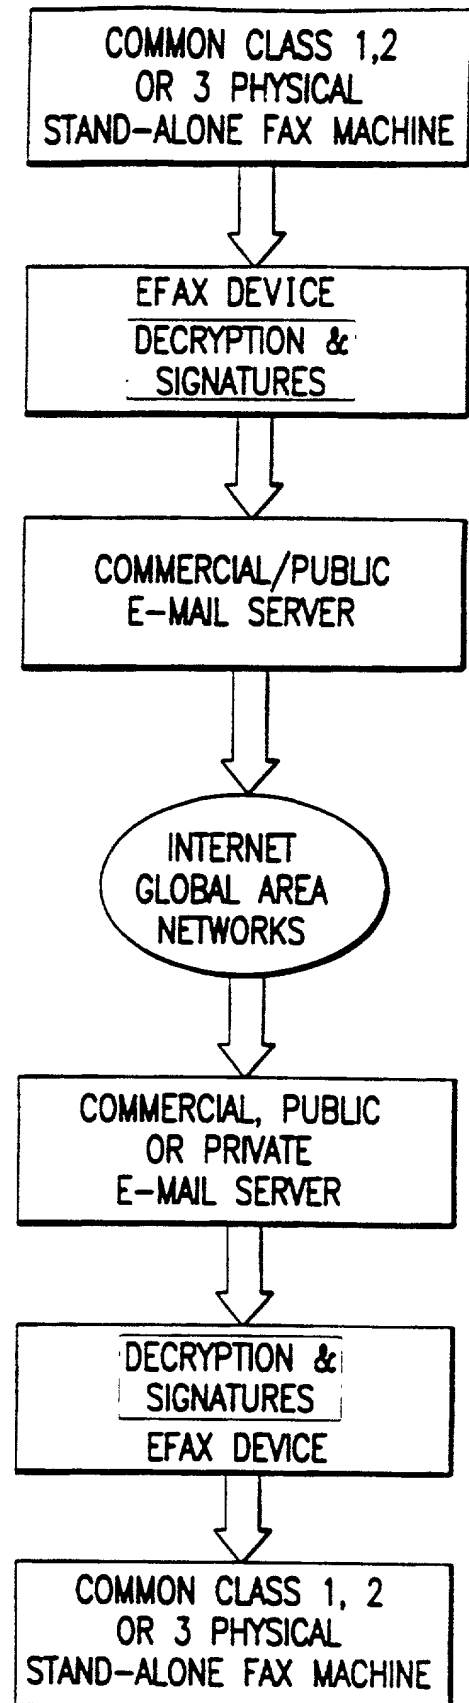 COMMON CLASS 1,2
OR 3 PHYSICAL
STAND-ALONE FAX MACHINE
EFAX DEVICE
DECRYPTION &
SIGNATURES
COMMERCIAL/PUBLIC
E-MAIL SERVER
INTERNET
GLOBAL AREA
NETWORKS
COMMERCIAL, PUBLIC
OR PRIVATE
E-MAIL SERVER
DECRYPTION &
SIGNATURES
EFAX DEVICE
COMMON CLASS 1, 2
OR 3 PHYSICAL
STAND-ALONE FAX MACHINE